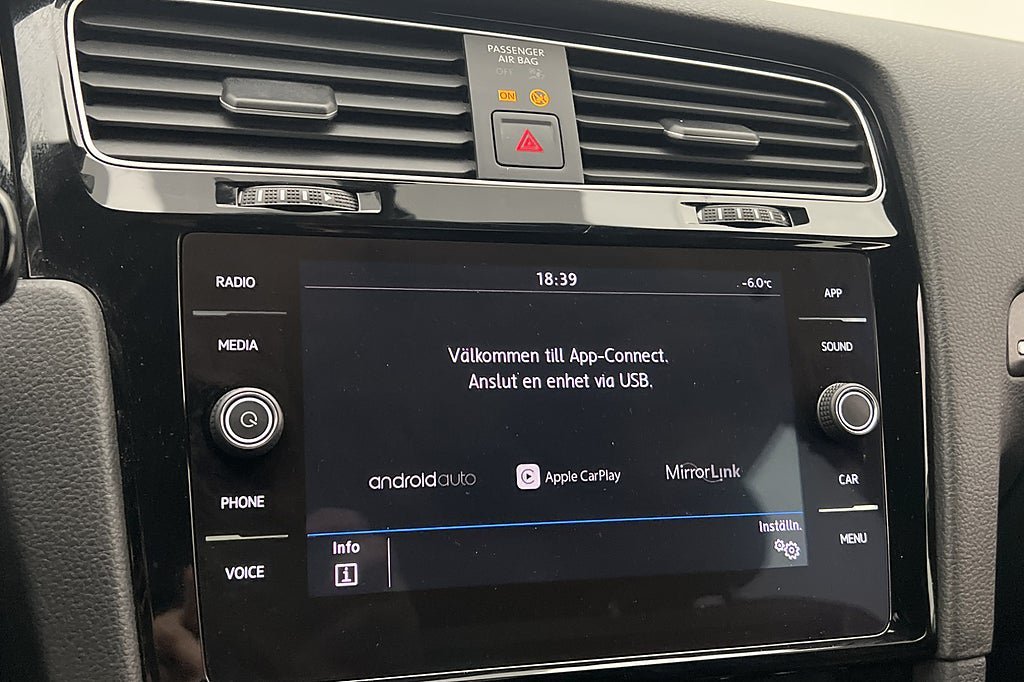 PASSENGER
AIR BAG
OFF
ON
RADIO
MEDIA
PHONE
VOICE
18:39
-6.0°C
Välkommen till App-Connect.
Anslut en enhet via USB.
androidauto
Apple CarPlay
MirrorLink
Info
Inställn.
APP
SOUND
CAR
MENU